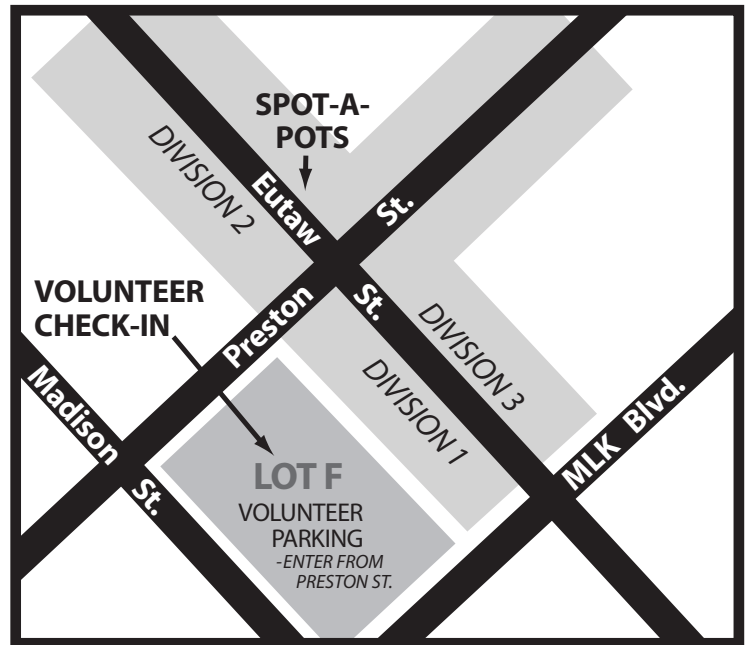 SPOT-A-
POTS
DIVISION 2
Eutaw
St.
St.
VOLUNTEER
CHECK-IN
Preston
DIVISION 3
DIVISION 1
Madison
St.
MLK Blvd.
LOT F
VOLUNTEER
PARKING
-ENTER FROM
PRESTON ST.